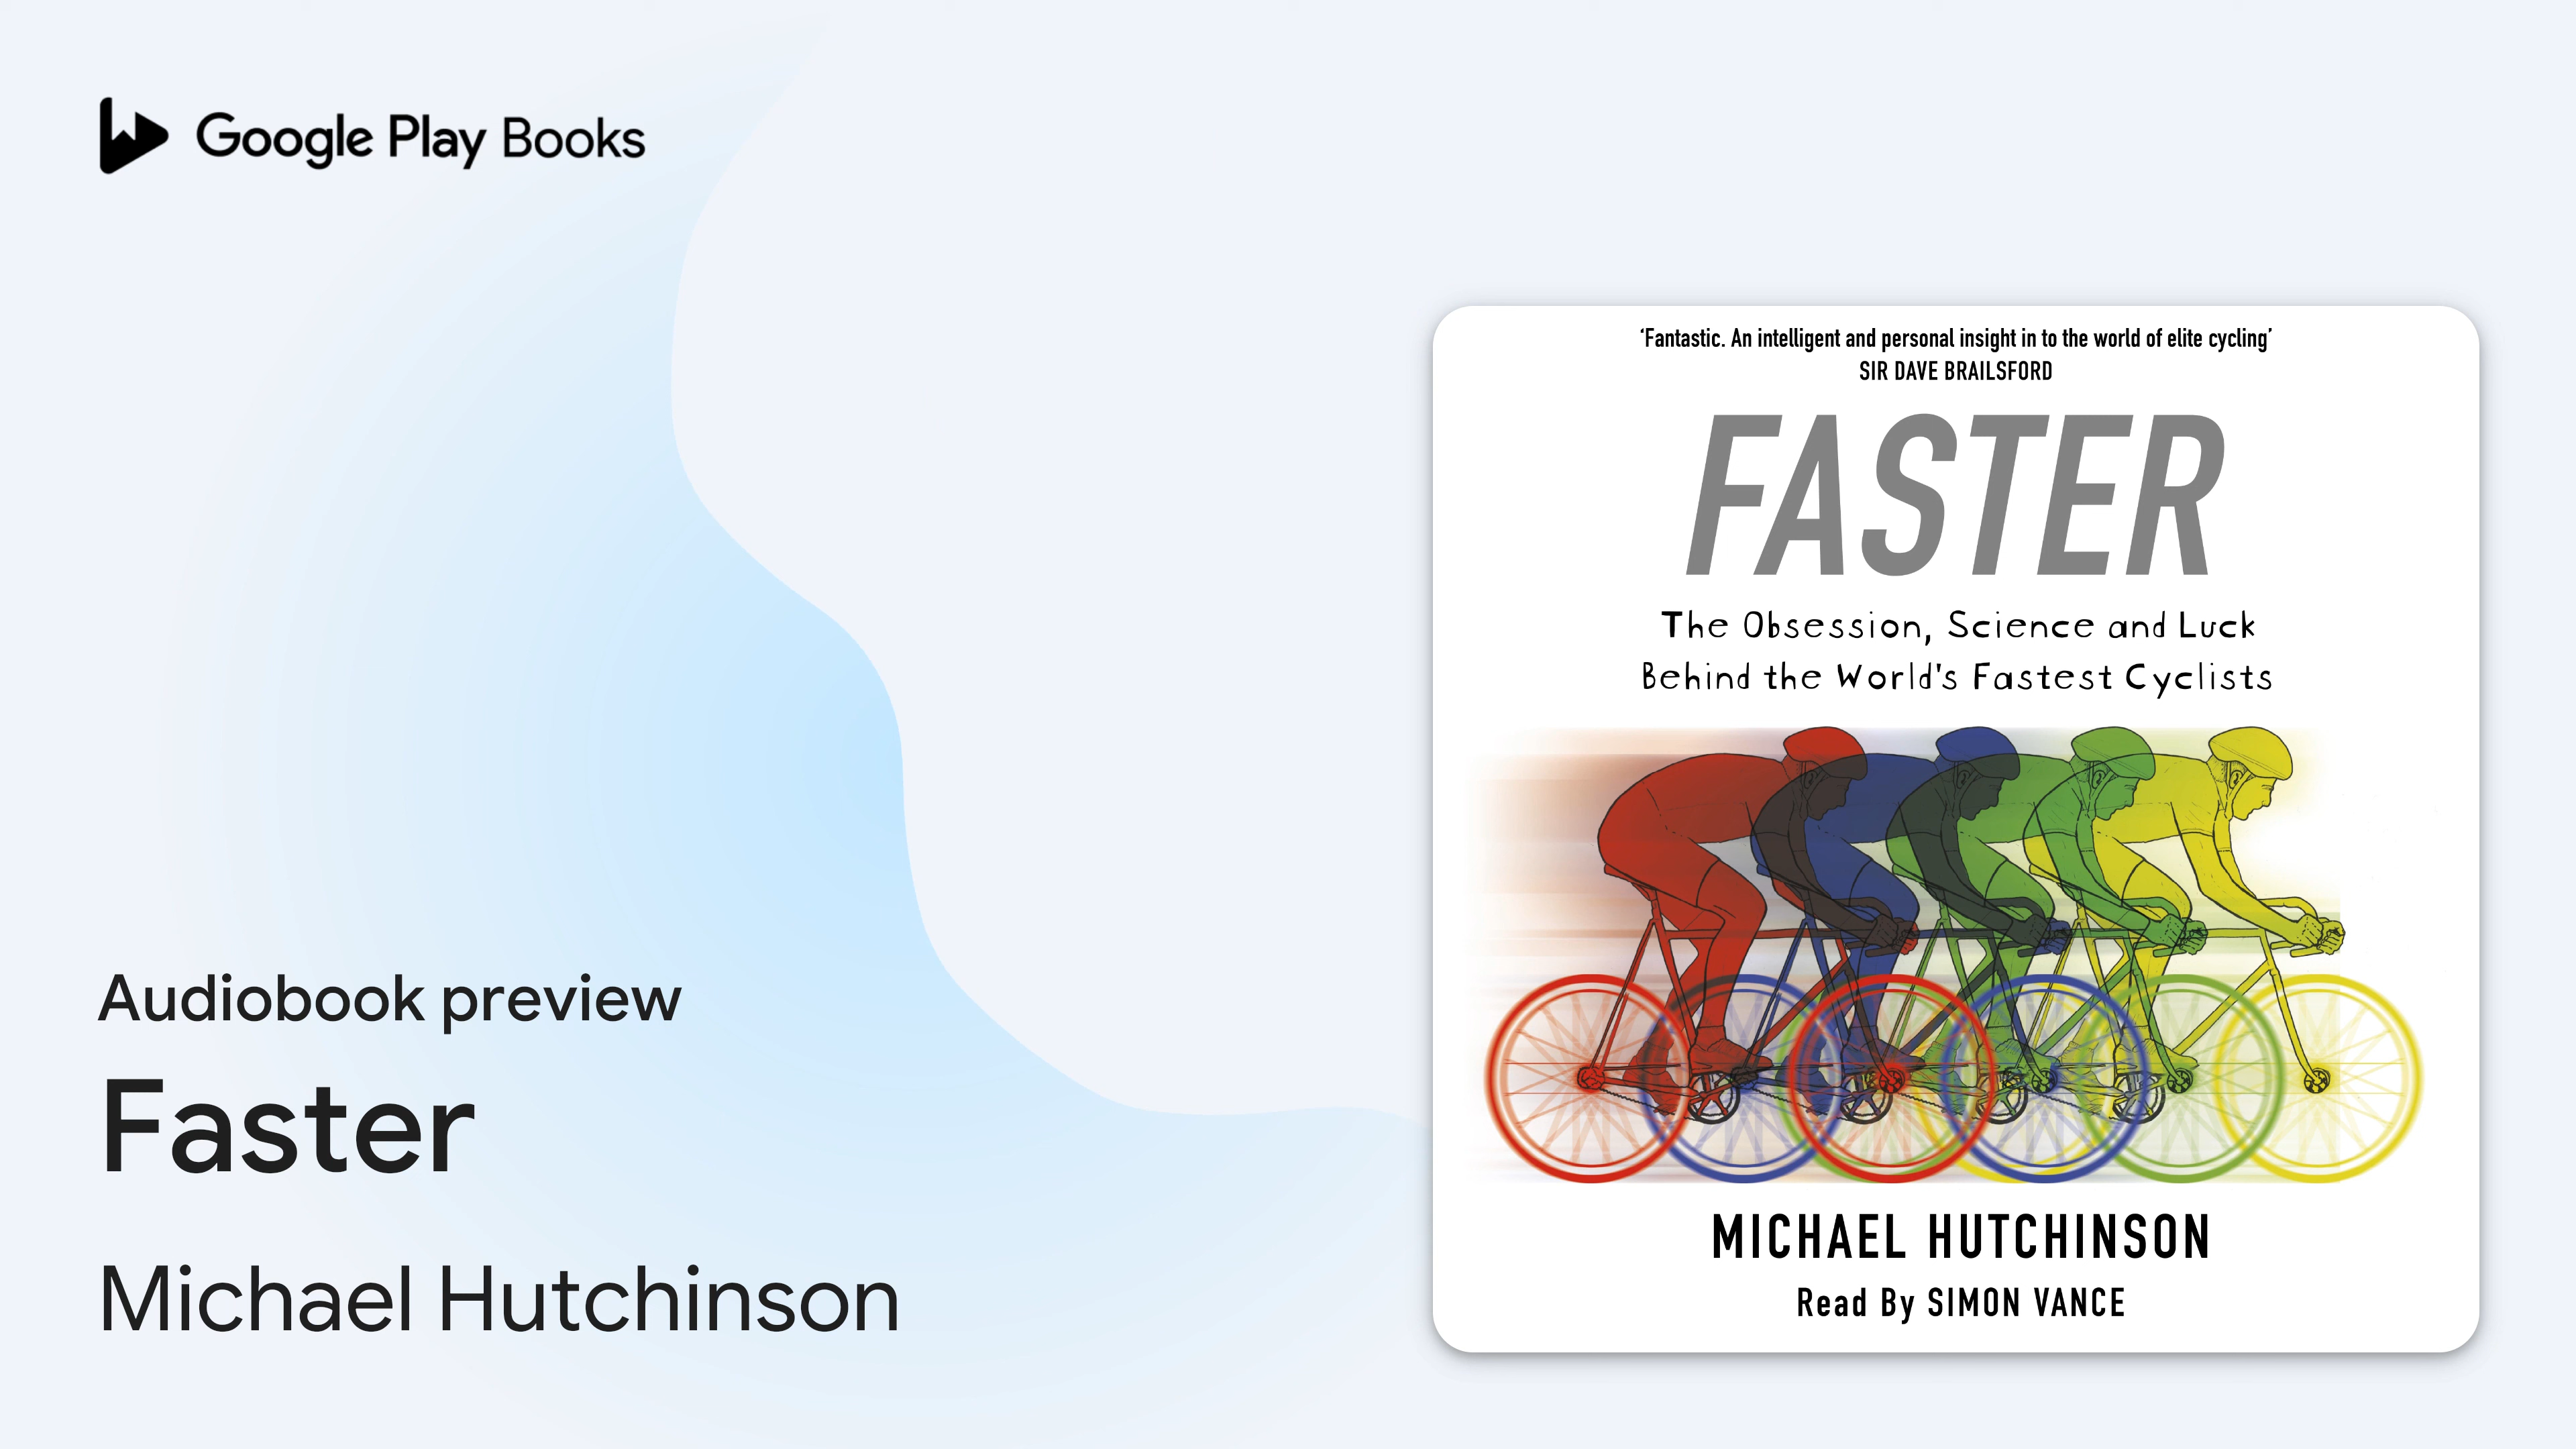 Google Play Books
Audiobook preview
Faster
Michael Hutchinson
‘Fantastic. An intelligent and personal insight in to the world of elite cycling’
SIR DAVE BRAILSFORD
FASTER
The Obsession, Science and Luck
Behind the World's Fastest Cyclists
MICHAEL HUTCHINSON
Read By SIMON VANCE